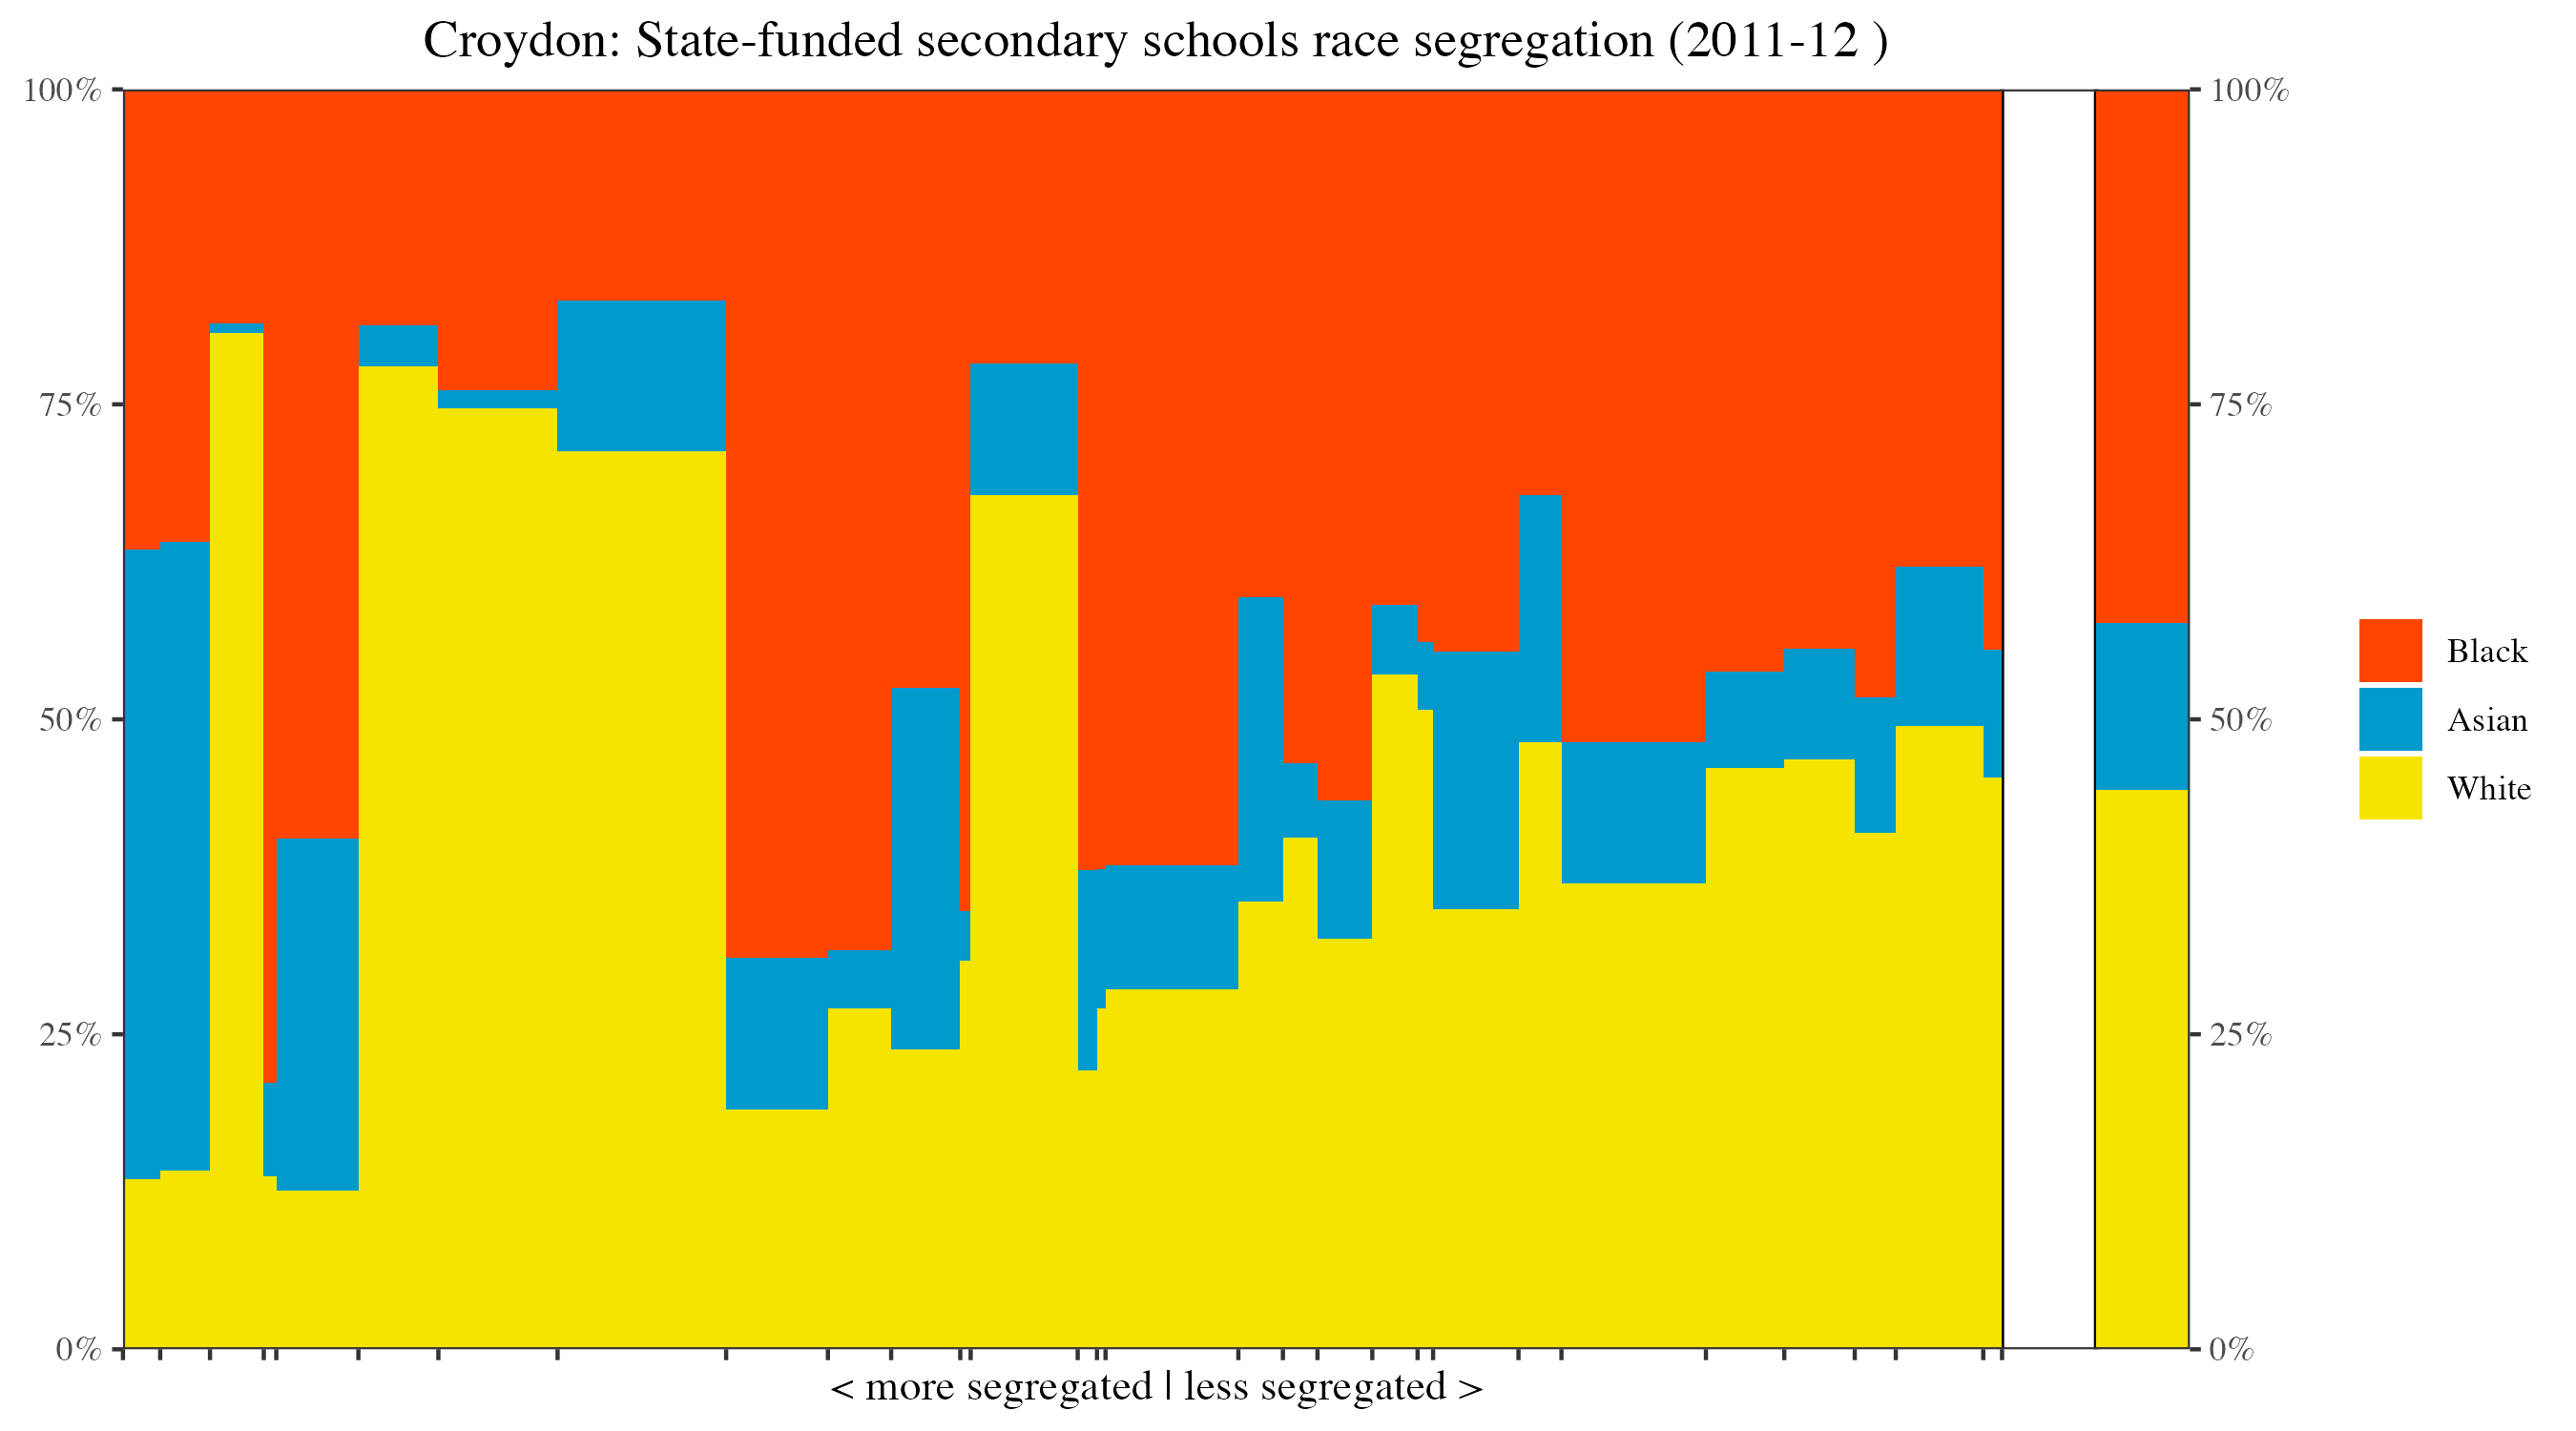 Croydon: State-funded secondary schools race segregation (2011-12 )
100%
75%
50%
25%
0%
100%
75%
50%
25%
0%
Black
Asian
White
< more segregated | less segregated >